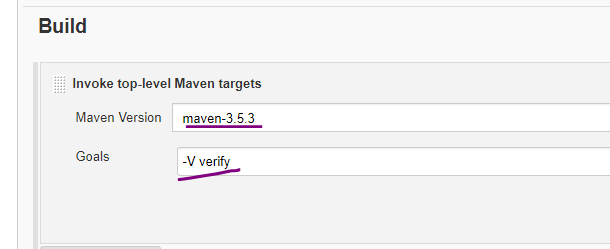 Build
Invoke top-level Maven targets
Maven Version maven-3.5.3
Goals -V verify